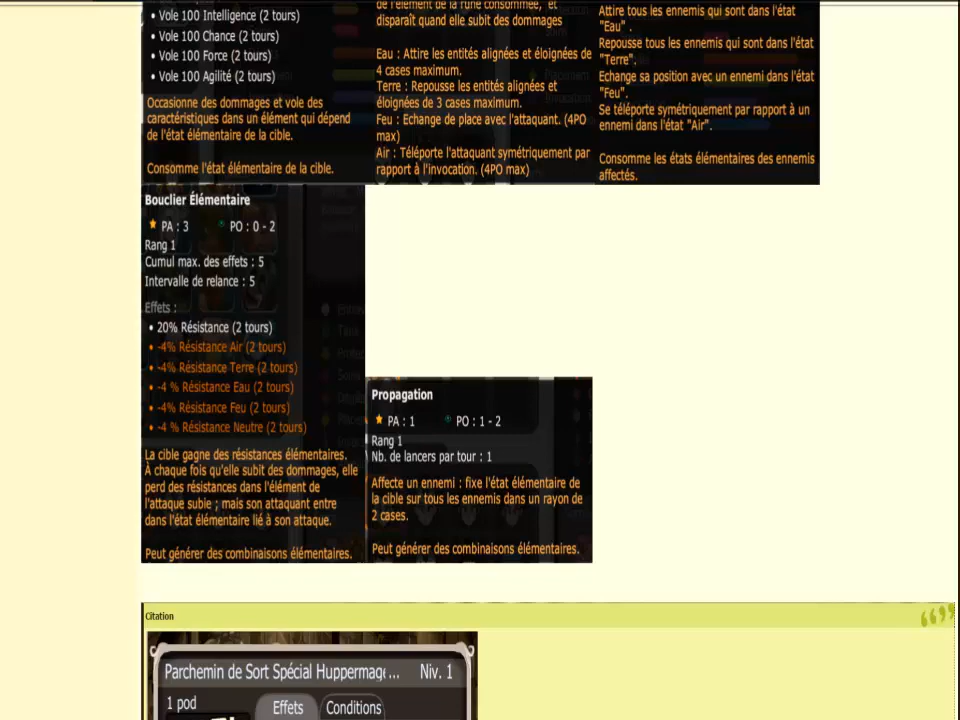 • Vole 100 Intelligence (2 tours)
• Vole 100 Chance (2 tours)
• Vole 100 Force (2 tours)
• Vole 100 Agilité (2 tours)
Occasionne des dommages et vole des
caractéristiques dans un élément qui dépend
de l'état élémentaire de la cible.
Consomme l'état élémentaire de la cible.
de l'élément de la rune consommée, et
disparaît quand elle subit des dommages
Eau : Attire les entités alignées et éloignées de
4 cases maximum.
Terre : Repousse les entités alignées et
éloignées de 3 cases maximum.
Feu : Echange de place avec l'attaquant. (4PO
max)
Air : Téléporte l'attaquant symétriquement par
rapport à l'invocation. (4PO max)
Attire tous les ennemis qui sont dans l'état
"Eau".
Repousse tous les ennemis qui sont dans l'état
"Terre".
Echange sa position avec un ennemi dans l'état
"Feu".
Se téléporte symétriquement par rapport à un
ennemi dans l'état "Air".
Consomme les états élémentaires des ennemis
affectés.
Bouclier Élémentaire
PA : 3 PO : 0 - 2
Rang 1
Cumul max. des effets : 5
Intervalle de relance : 5
Effets :
• 20% Résistance (2 tours)
• -4% Résistance Air (2 tours)
• -4% Résistance Terre (2 tours)
• -4 % Résistance Eau (2 tours)
• -4% Résistance Feu (2 tours)
• -4 % Résistance Neutre (2 tours)
La cible gagne des résistances élémentaires.
À chaque fois qu'elle subit des dommages, elle
perd des résistances dans l'élément de
l'attaque subie ; mais son attaquant entre
dans l'état élémentaire lié à son attaque.
Peut générer des combinaisons élémentaires.
Propagation
PA : 1 PO : 1 - 2
Rang 1
Nb. de lancers par tour : 1
Affecte un ennemi : fixe l'état élémentaire de
la cible sur tous les ennemis dans un rayon de
2 cases.
Peut générer des combinaisons élémentaires.
Citation
Parchemin de Sort Spécial Huppermage ... Niv. 1
1 pod
Effets Conditions